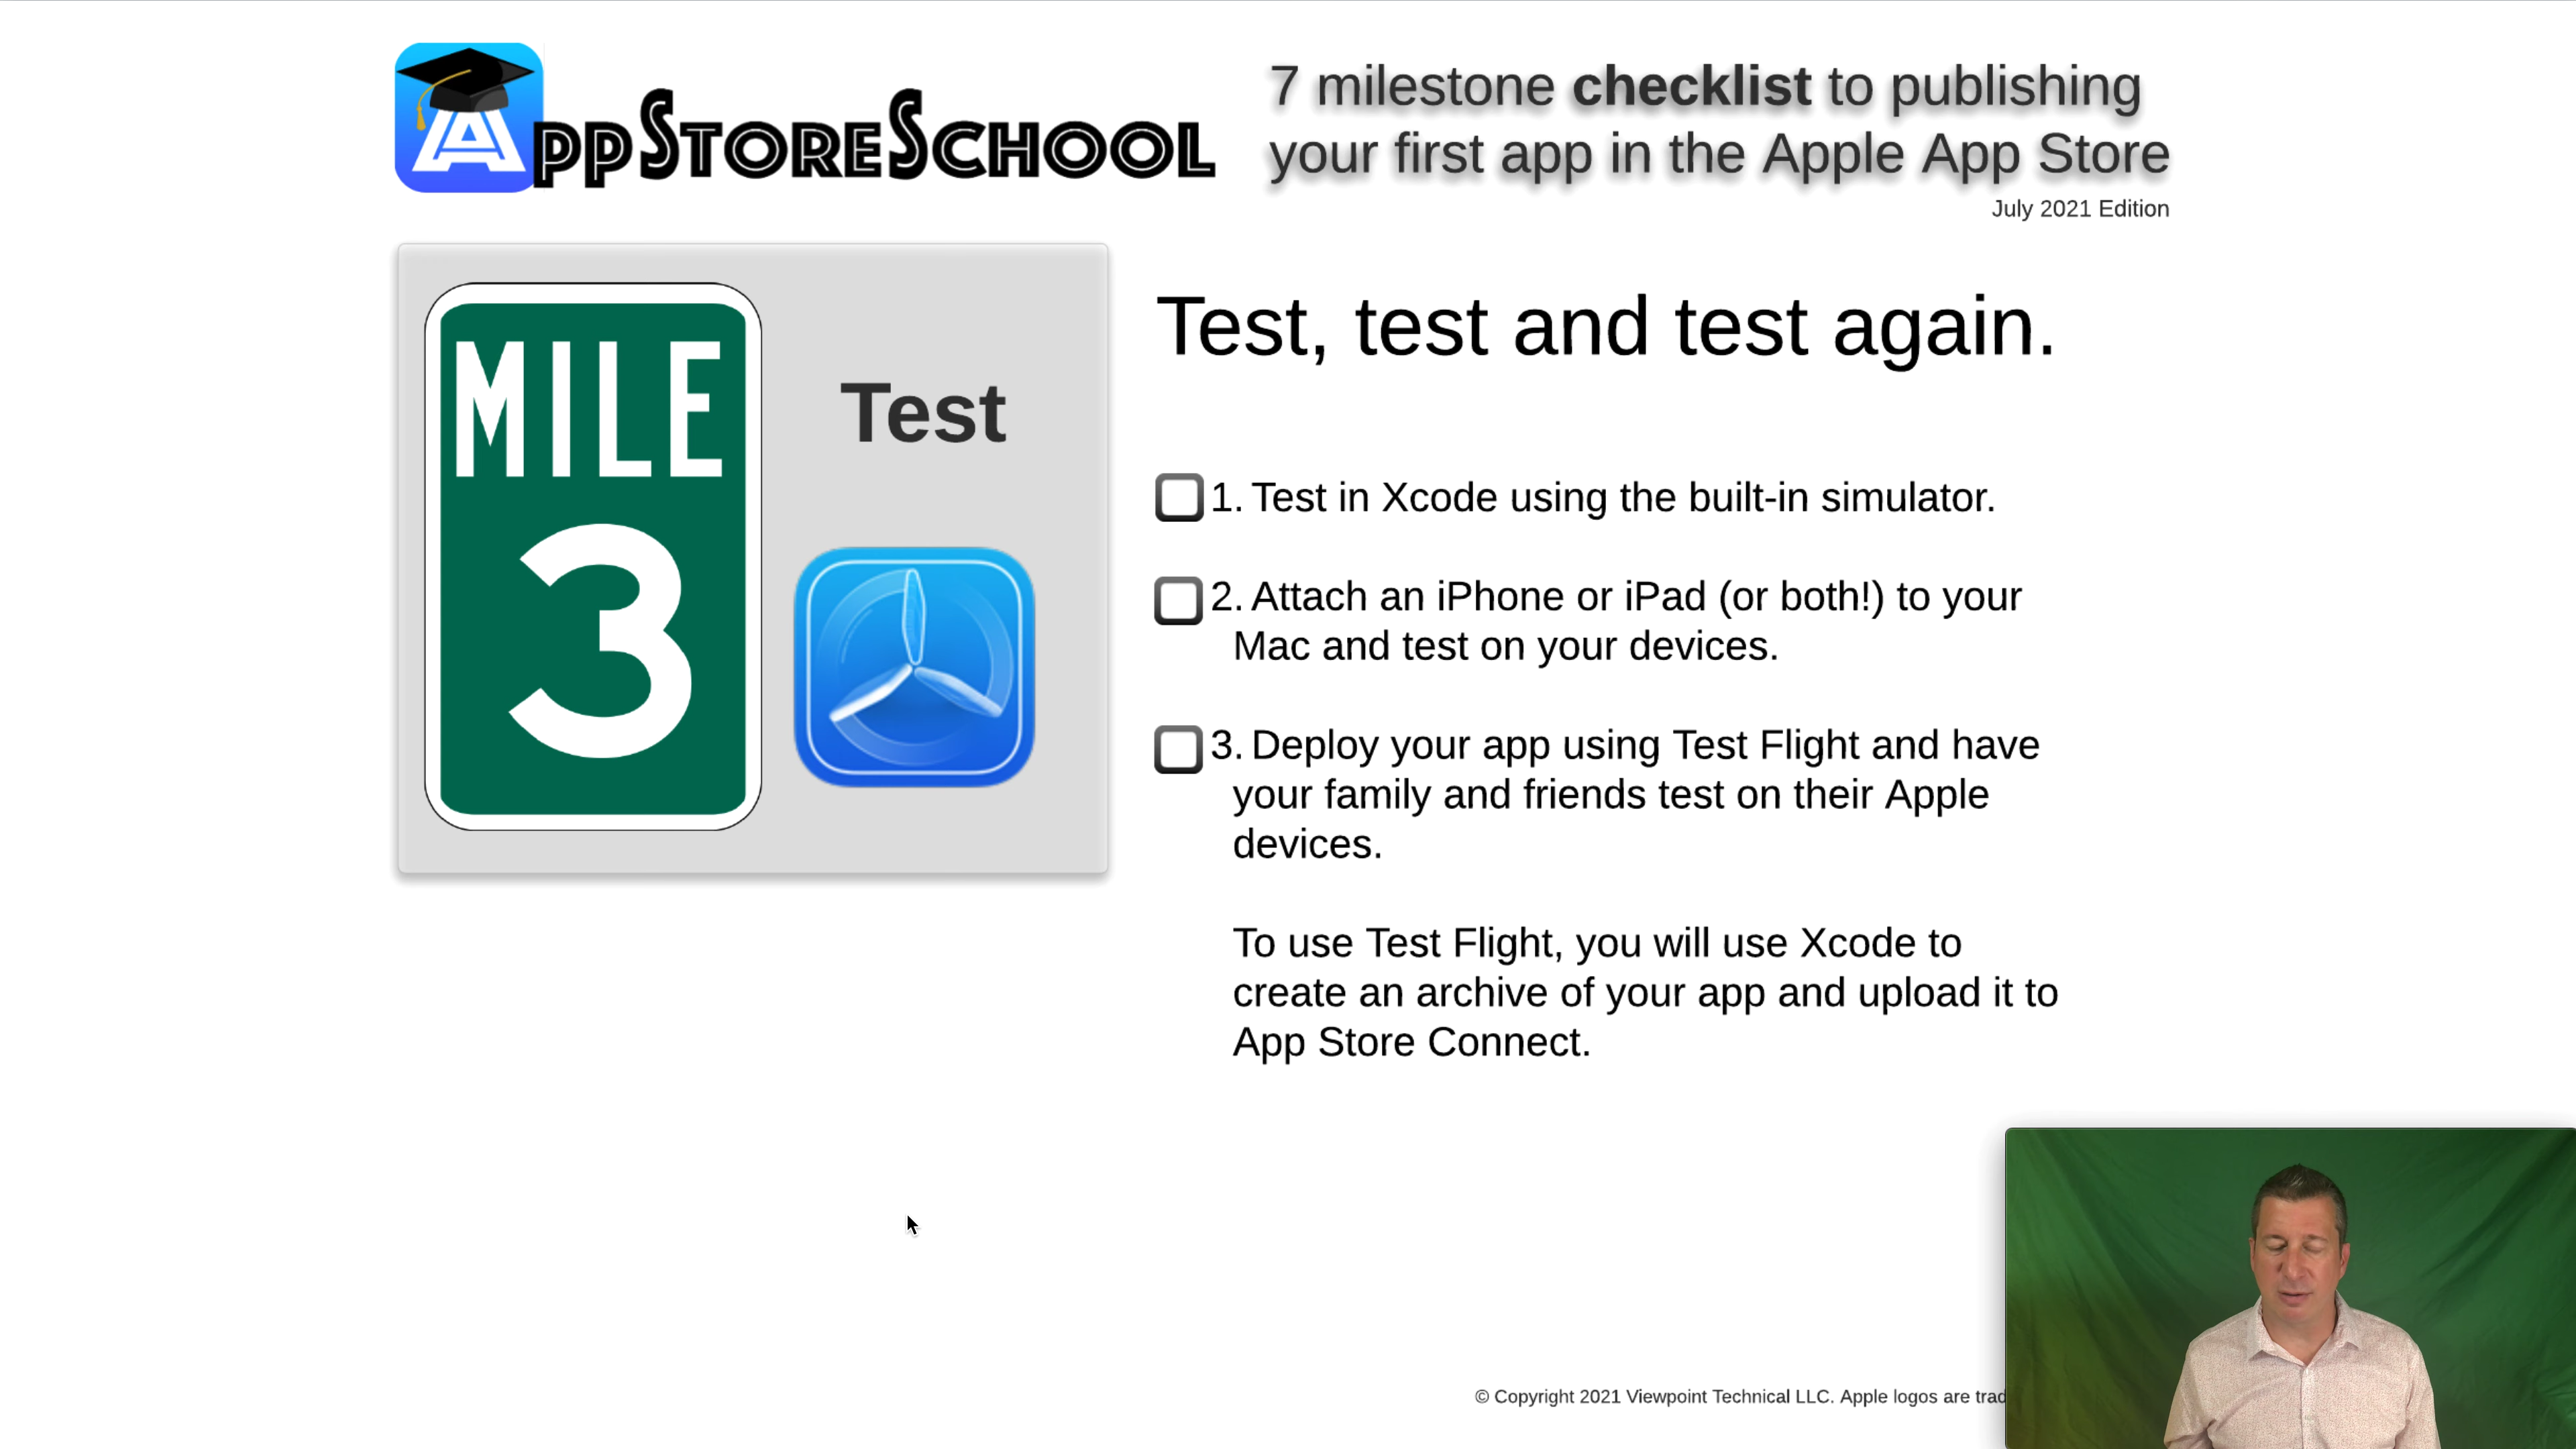 AppStoreSchool
7 milestone checklist to publishing
your first app in the Apple App Store
July 2021 Edition
MILE
3
Test
Test, test and test again.
1. Test in Xcode using the built-in simulator.
2. Attach an iPhone or iPad (or both!) to your
Mac and test on your devices.
3. Deploy your app using Test Flight and have
your family and friends test on their Apple
devices.
To use Test Flight, you will use Xcode to
create an archive of your app and upload it to
App Store Connect.
© Copyright 2021 Viewpoint Technical LLC. Apple logos are